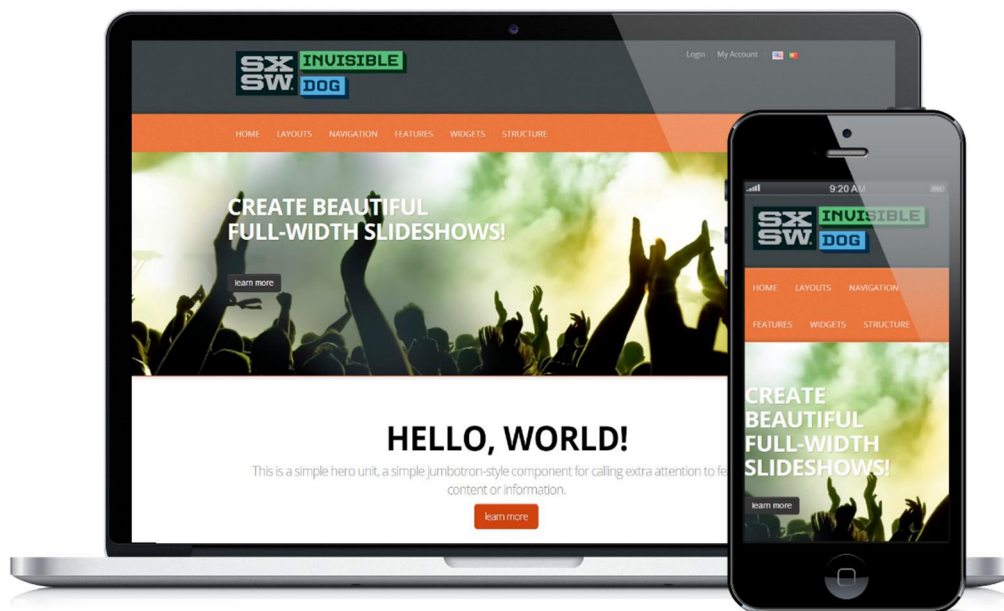 SX INVISIBLE
SW. DOG
Login My Account
HOME LAYOUTS NAVIGATION FEATURES WIDGETS STRUCTURE
CREATE BEAUTIFUL
FULL-WIDTH SLIDESHOWS!
learn more
HELLO, WORLD!
This is a simple hero unit, a simple jumbotron-style component for calling extra attention to fe
content or information.
learn more
9:20 AM
SX INVISIBLE
SW. DOG
HOME LAYOUTS NAVIGATION
FEATURES WIDGETS STRUCTURE
CREATE
BEAUTIFUL
FULL-WIDTH
SLIDESHOWS!
learn more